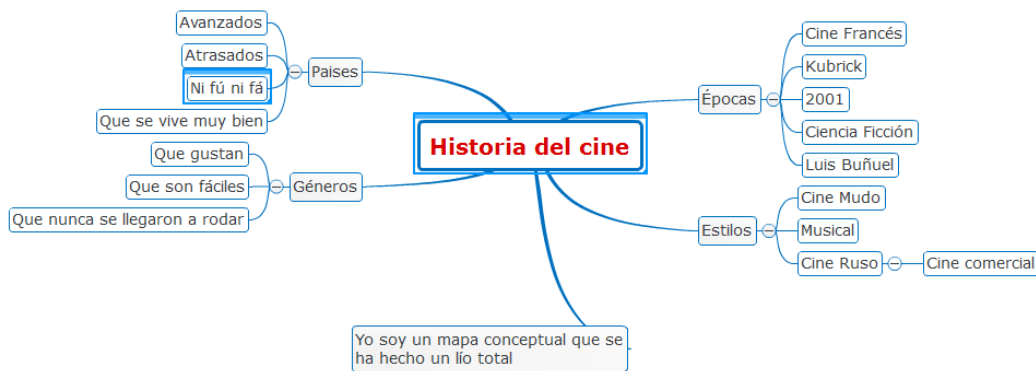 Historia del cine
Paises
Avanzados
Atrasados
Ni fú ni fá
Que se vive muy bien
Géneros
Que gustan
Que son fáciles
Que nunca se llegaron a rodar
Épocas
Cine Francés
Kubrick
2001
Ciencia Ficción
Luis Buñuel
Estilos
Cine Mudo
Musical
Cine Ruso
Cine comercial
Yo soy un mapa conceptual que se
ha hecho un lío total